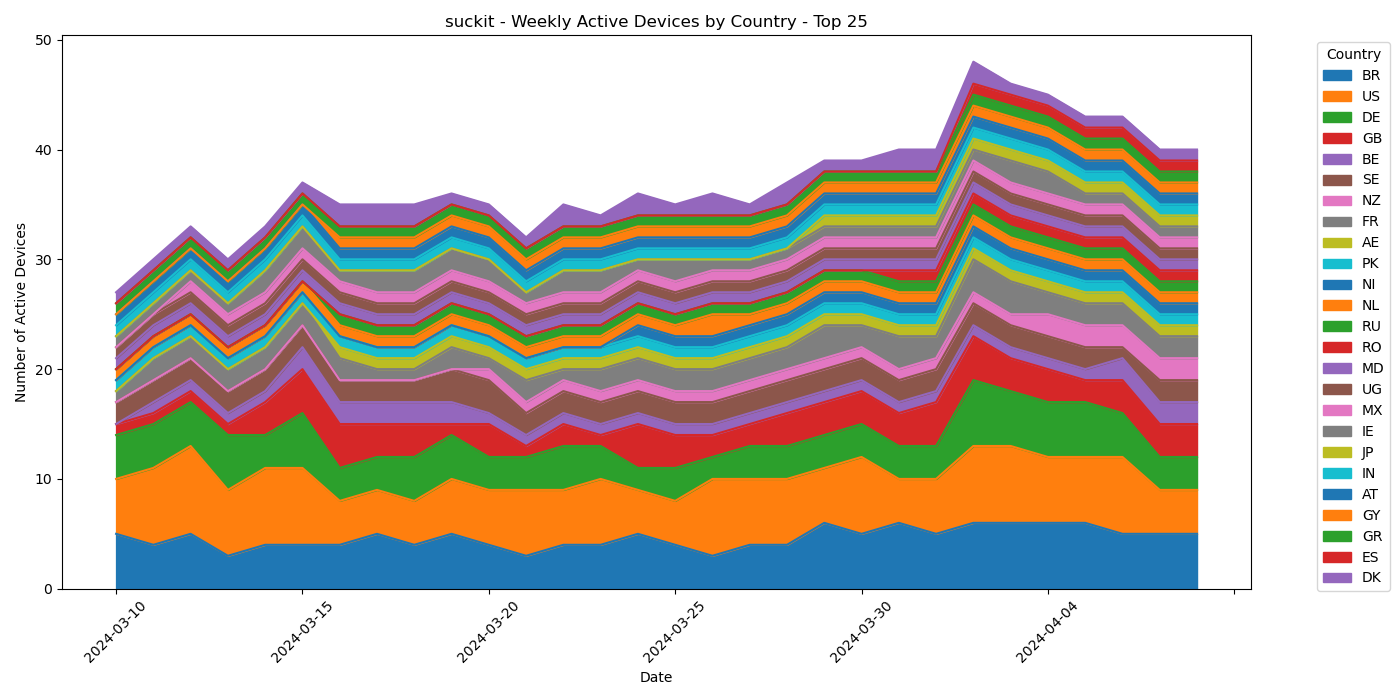 suckit - Weekly Active Devices by Country - Top 25
Number of Active Devices
50
40
30
20
10
0
2024-03-10
2024-03-15
2024-03-20
2024-03-25
2024-03-30
2024-04-04
Date
Country
BR
US
DE
GB
BE
SE
NZ
FR
AE
PK
NI
NL
RU
RO
MD
UG
MX
IE
JP
IN
AT
GY
GR
ES
DK